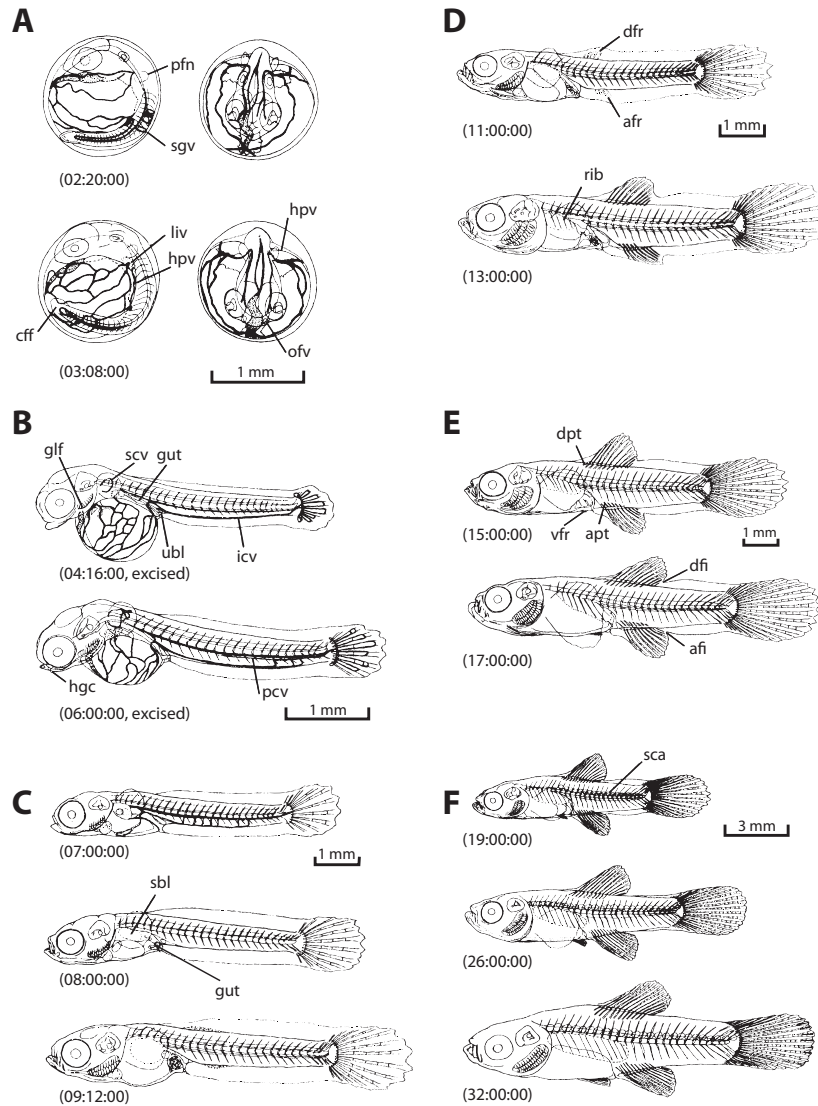 A
pfn
sgv
(02:20:00)
liv
hpv
hpv
cff
ofv
(03:08:00)
1 mm
B
glf
scv
gut
ubl
icv
(04:16:00, excised)
hgc
pcv
(06:00:00, excised)
1 mm
C
(07:00:00)
1 mm
sbl
(08:00:00)
gut
(09:12:00)
D
dfr
afr
(11:00:00)
1 mm
rib
(13:00:00)
E
dpt
vfr
apt
(15:00:00)
1 mm
dfi
afi
(17:00:00)
F
sca
(19:00:00)
3 mm
(26:00:00)
(32:00:00)